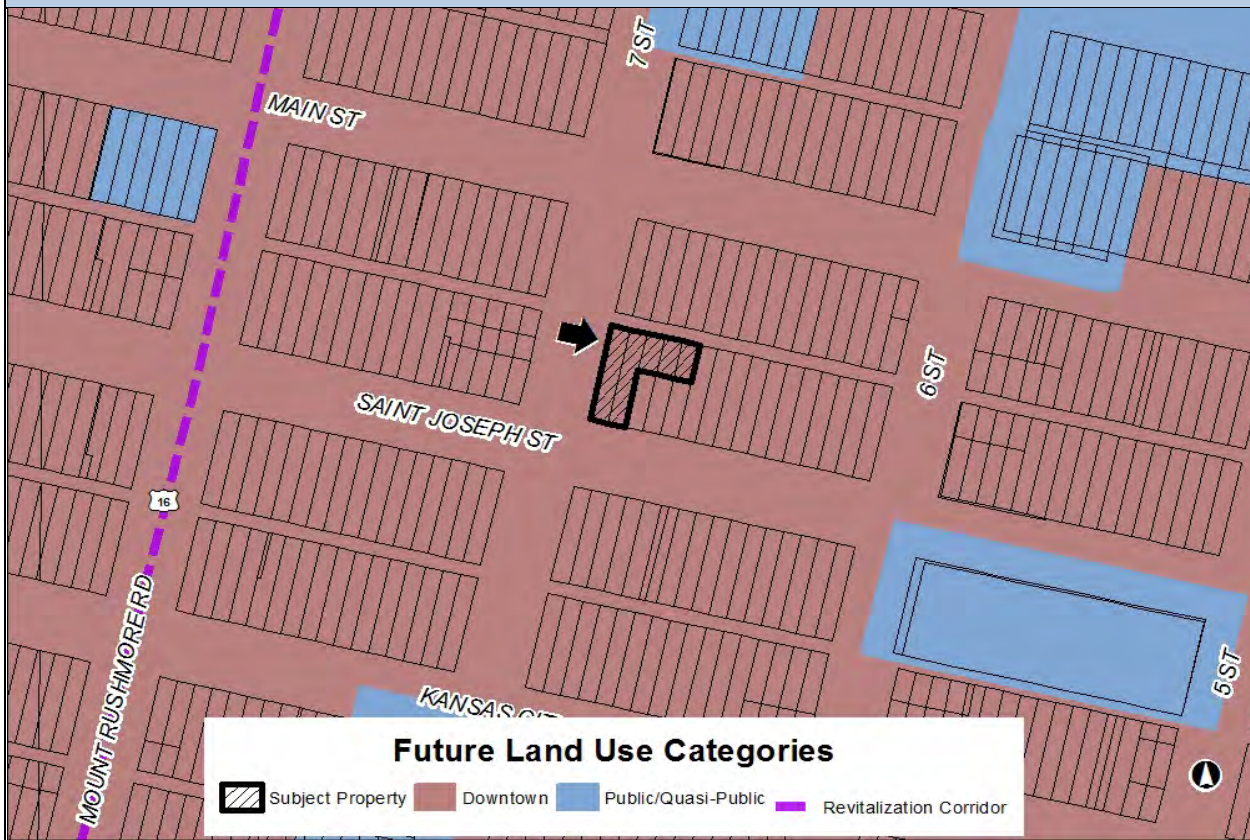 7 ST
MAIN ST
6 ST
SAINT JOSEPH ST
16
MOUNT RUSHMORE RD
5 ST
KANSAS
Future Land Use Categories
Subject Property
Downtown
Public/Quasi-Public
Revitalization Corridor